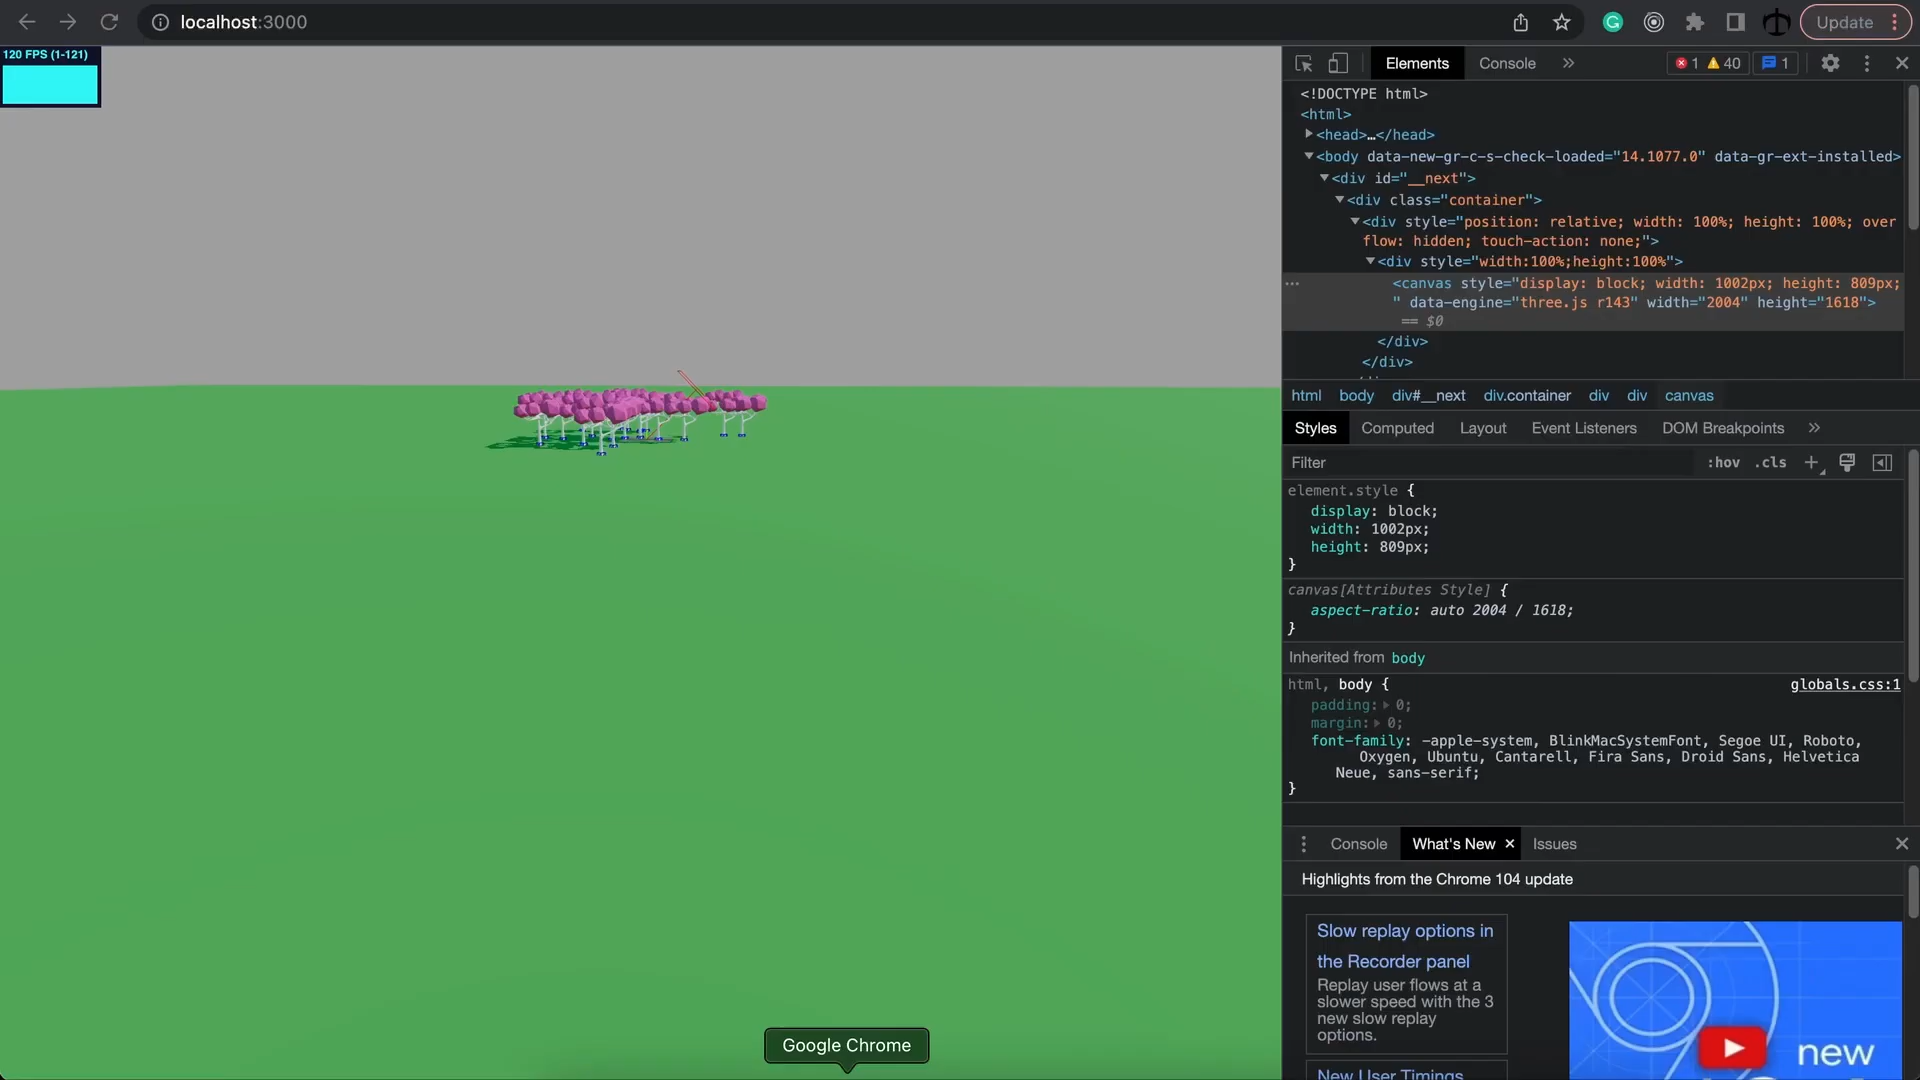 localhost:3000
Update
120 FPS (1-121)
Elements
Console
1
40
1
<!DOCTYPE html>
<html>
<head>…</head>
<body data-new-gr-c-s-check-loaded="14.1077.0" data-gr-ext-installed>
<div id="__next">
<div class="container">
<div style="position: relative; width: 100%; height: 100%; over
flow: hidden; touch-action: none;">
<div style="width:100%;height:100%">
<canvas style="display: block; width: 1002px; height: 809px;
" data-engine="three.js r143" width="2004" height="1618">
== $0
</div>
</div>
html body div#__next div.container div div canvas
Styles Computed Layout Event Listeners DOM Breakpoints
Filter
:hov .cls
element.style {
display: block;
width: 1002px;
height: 809px;
}
canvas[Attributes Style] {
aspect-ratio: auto 2004 / 1618;
}
Inherited from body
html, body {
globals.css:1
padding: 0;
margin: 0;
font-family: -apple-system, BlinkMacSystemFont, Segoe UI, Roboto,
Oxygen, Ubuntu, Cantarell, Fira Sans, Droid Sans, Helvetica
Neue, sans-serif;
}
Console What's New Issues
Highlights from the Chrome 104 update
Slow replay options in
the Recorder panel
Replay user flows at a
slower speed with the 3
new slow replay
options.
New User Timings
new
Google Chrome